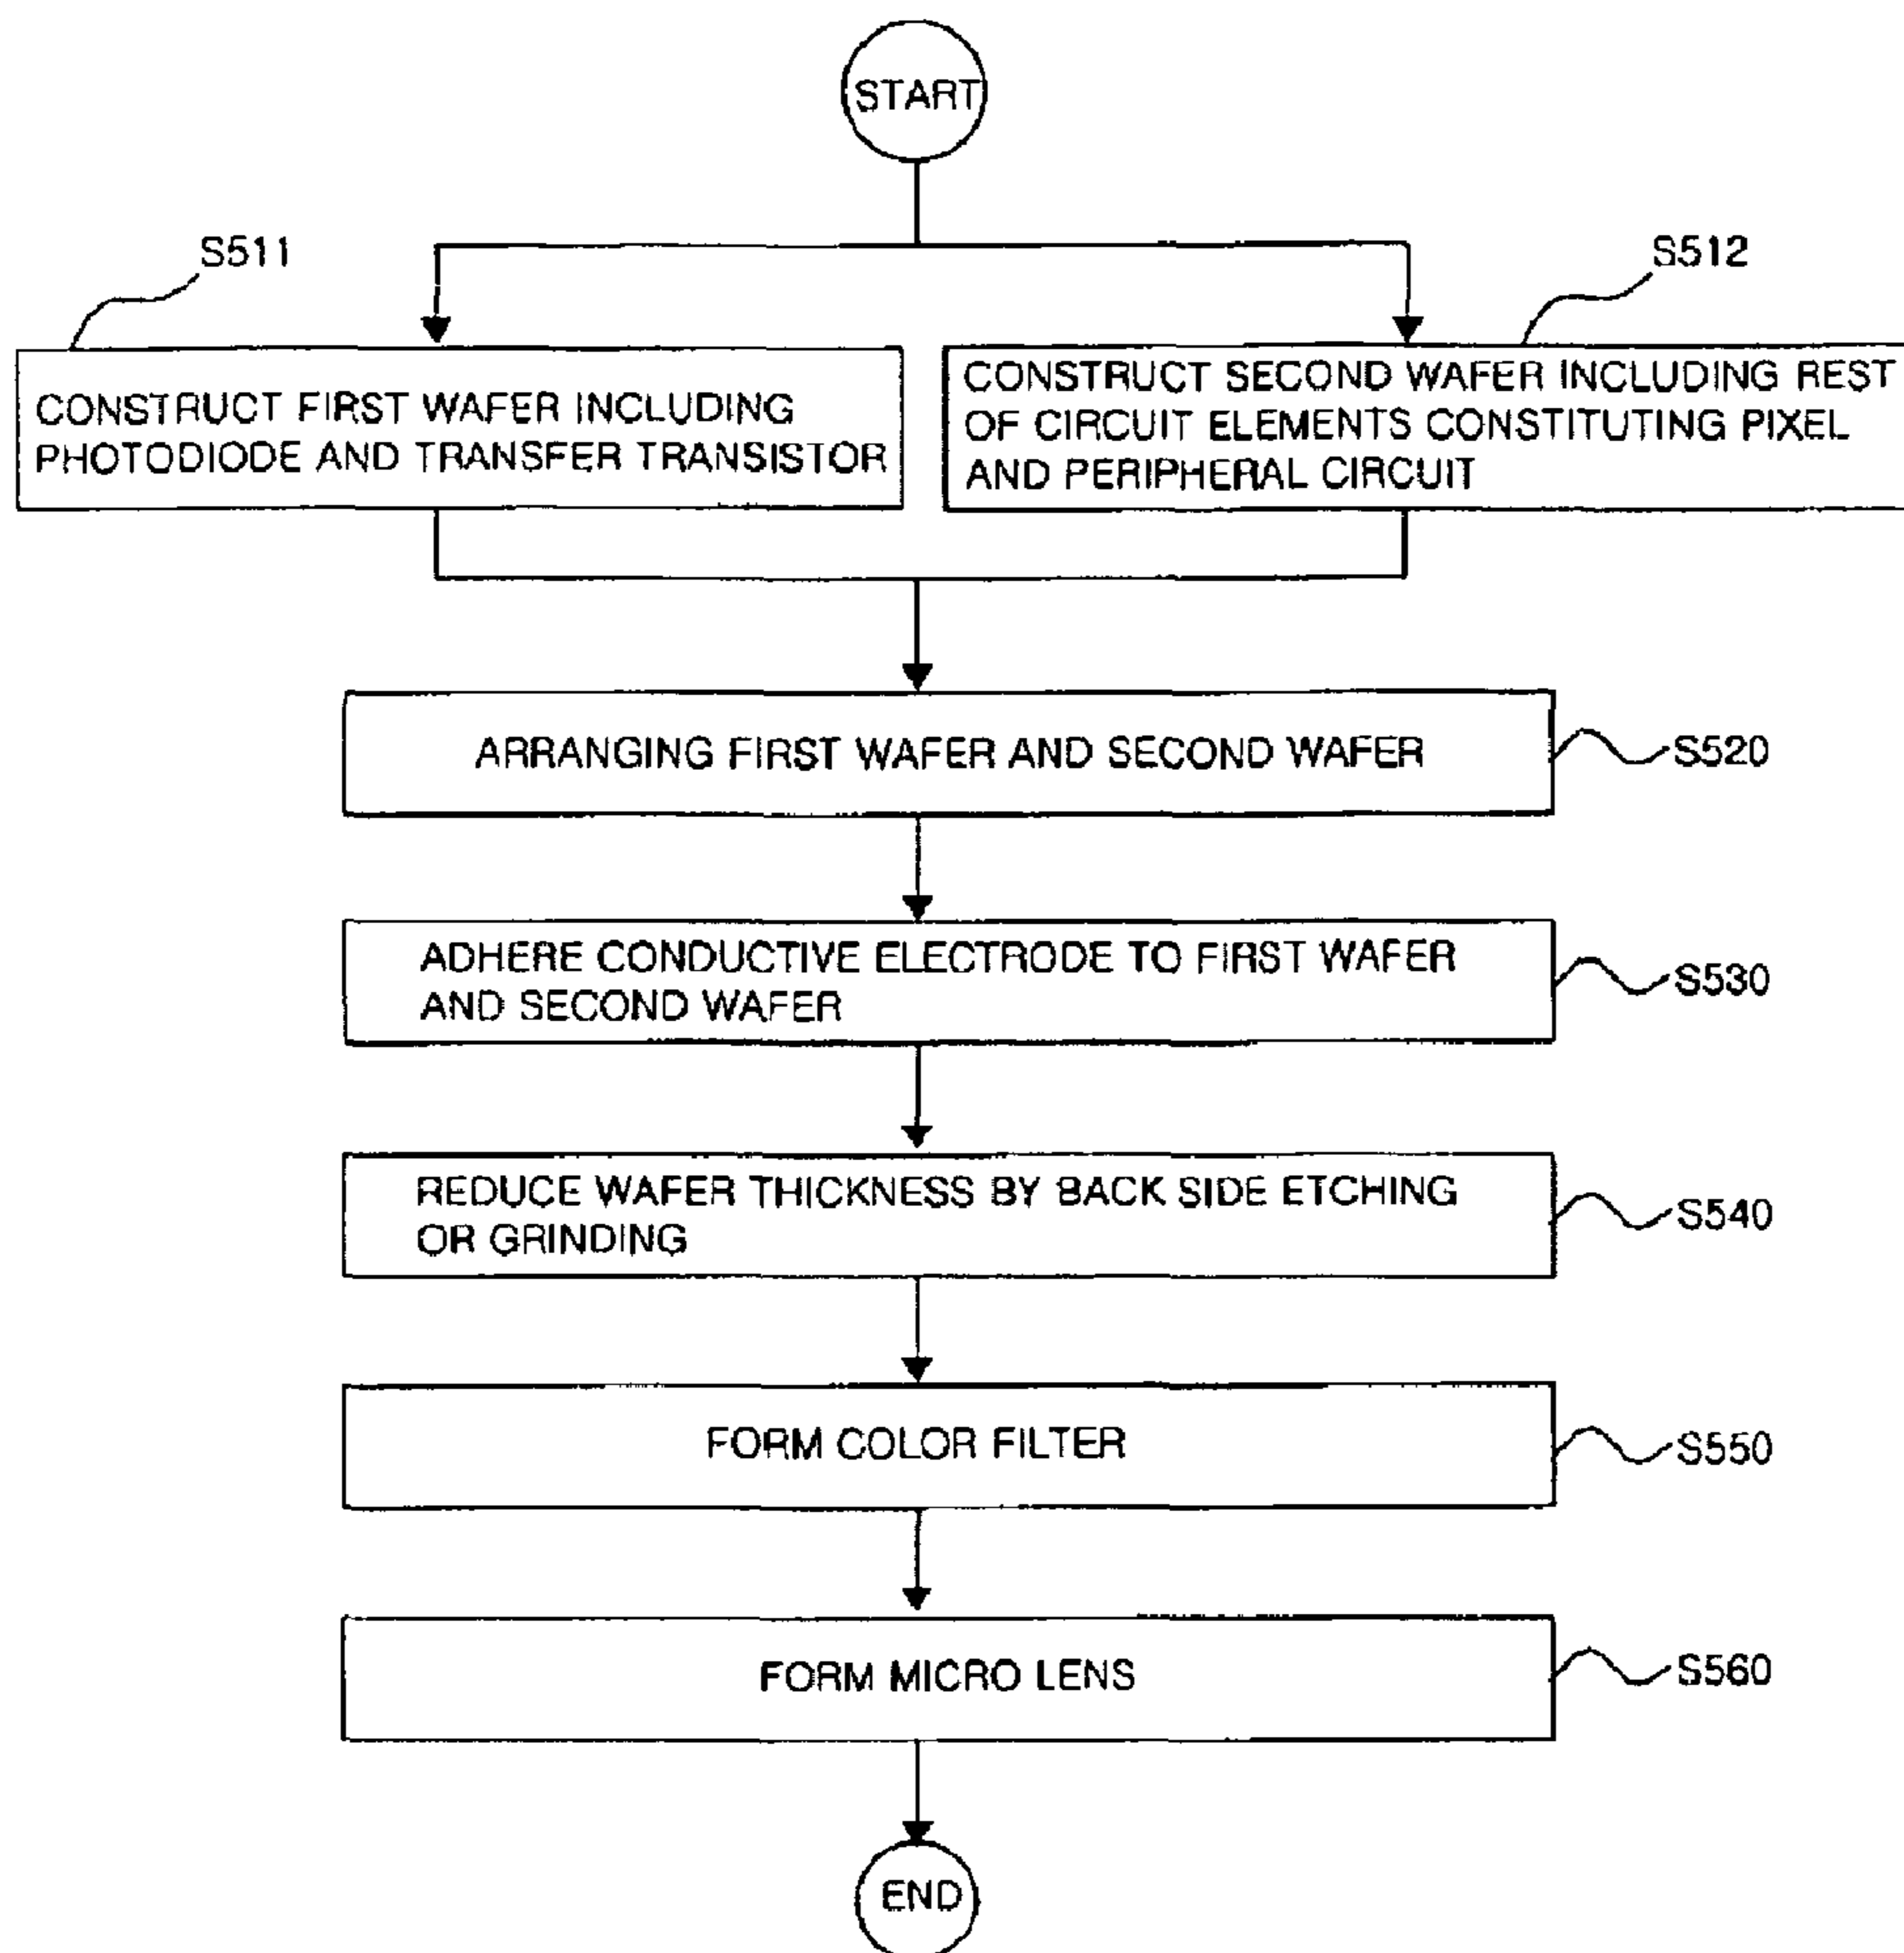 START
S511
S512
CONSTRUCT FIRST WAFER INCLUDING
PHOTODIODE AND TRANSFER TRANSISTOR
CONSTRUCT SECOND WAFER INCLUDING REST
OF CIRCUIT ELEMENTS CONSTITUTING PIXEL
AND PERIPHERAL CIRCUIT
ARRANGING FIRST WAFER AND SECOND WAFER
S520
ADHERE CONDUCTIVE ELECTRODE TO FIRST WAFER
AND SECOND WAFER
S530
REDUCE WAFER THICKNESS BY BACK SIDE ETCHING
OR GRINDING
S540
FORM COLOR FILTER
S550
FORM MICRO LENS
S560
END